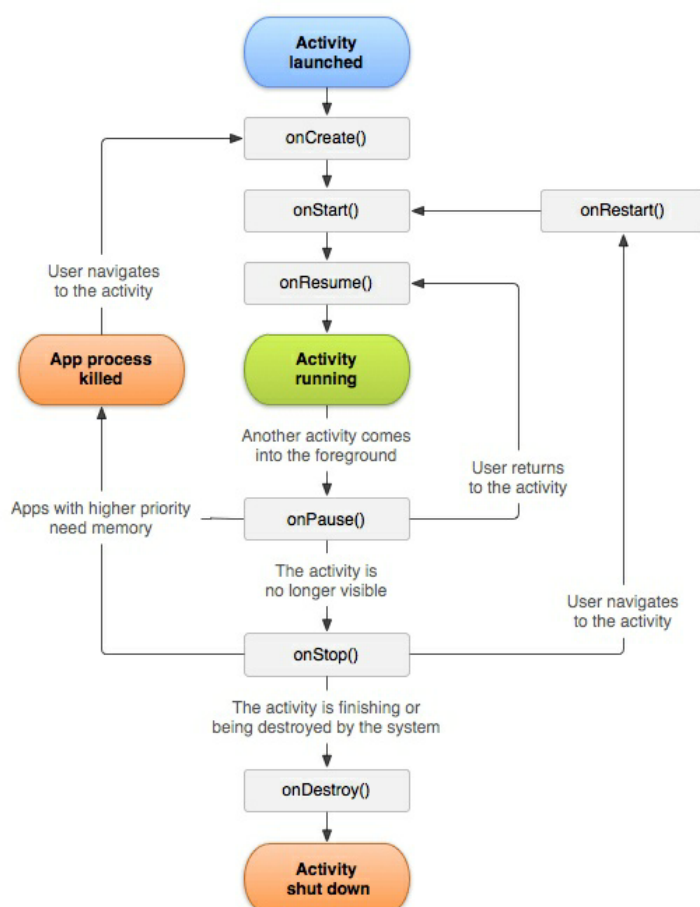 Activity
launched
onCreate()
onStart()
onRestart()
User navigates
to the activity
onResume()
App process
killed
Activity
running
Another activity comes
into the foreground
User returns
to the activity
Apps with higher priority
need memory
onPause()
The activity is
no longer visible
User navigates
to the activity
onStop()
The activity is finishing or
being destroyed by the system
onDestroy()
Activity
shut down